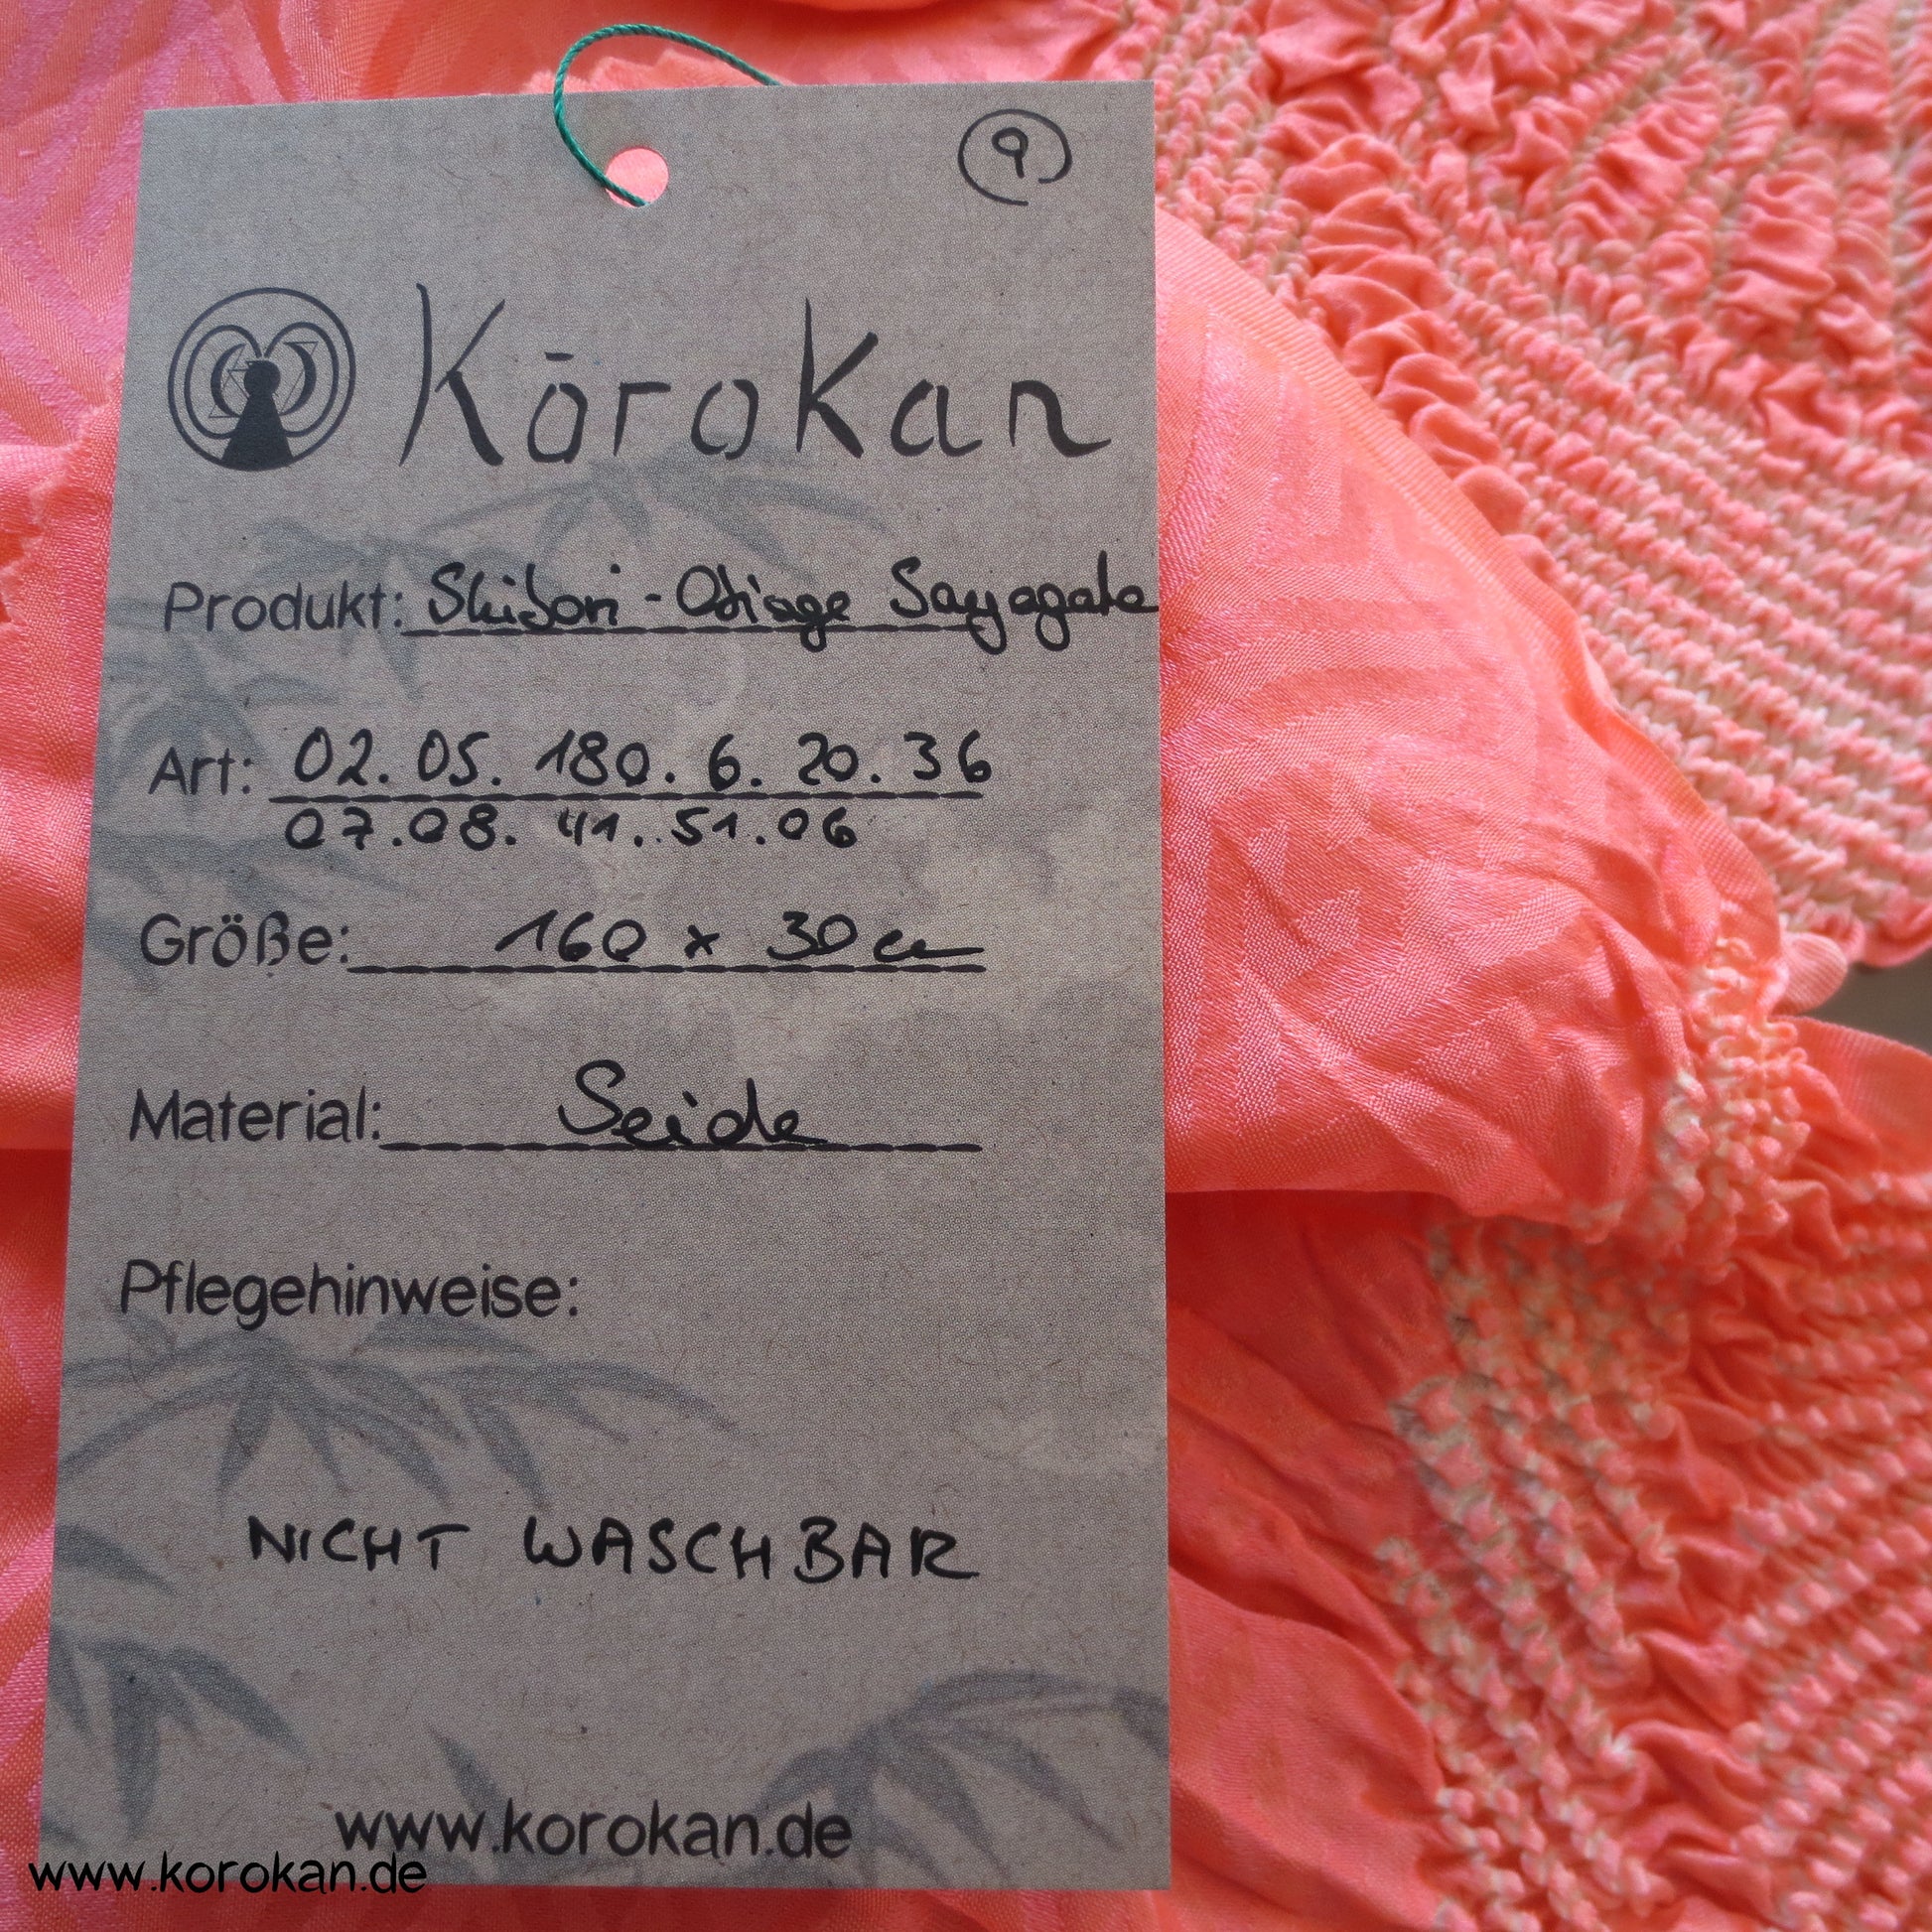 9
Kōrokan
Produkt: Shibori - Obiage Sayagata
Art: 02. 05. 180. 6. 20. 36
07.08. 41. 51. 06
Größe: 160 x 30 cm
Material: Seide
Pflegehinweise:
NICHT WASCHBAR
www.korokan.de
www.korokan.de